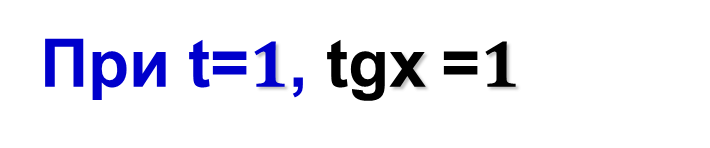 При t=1, tgx =1